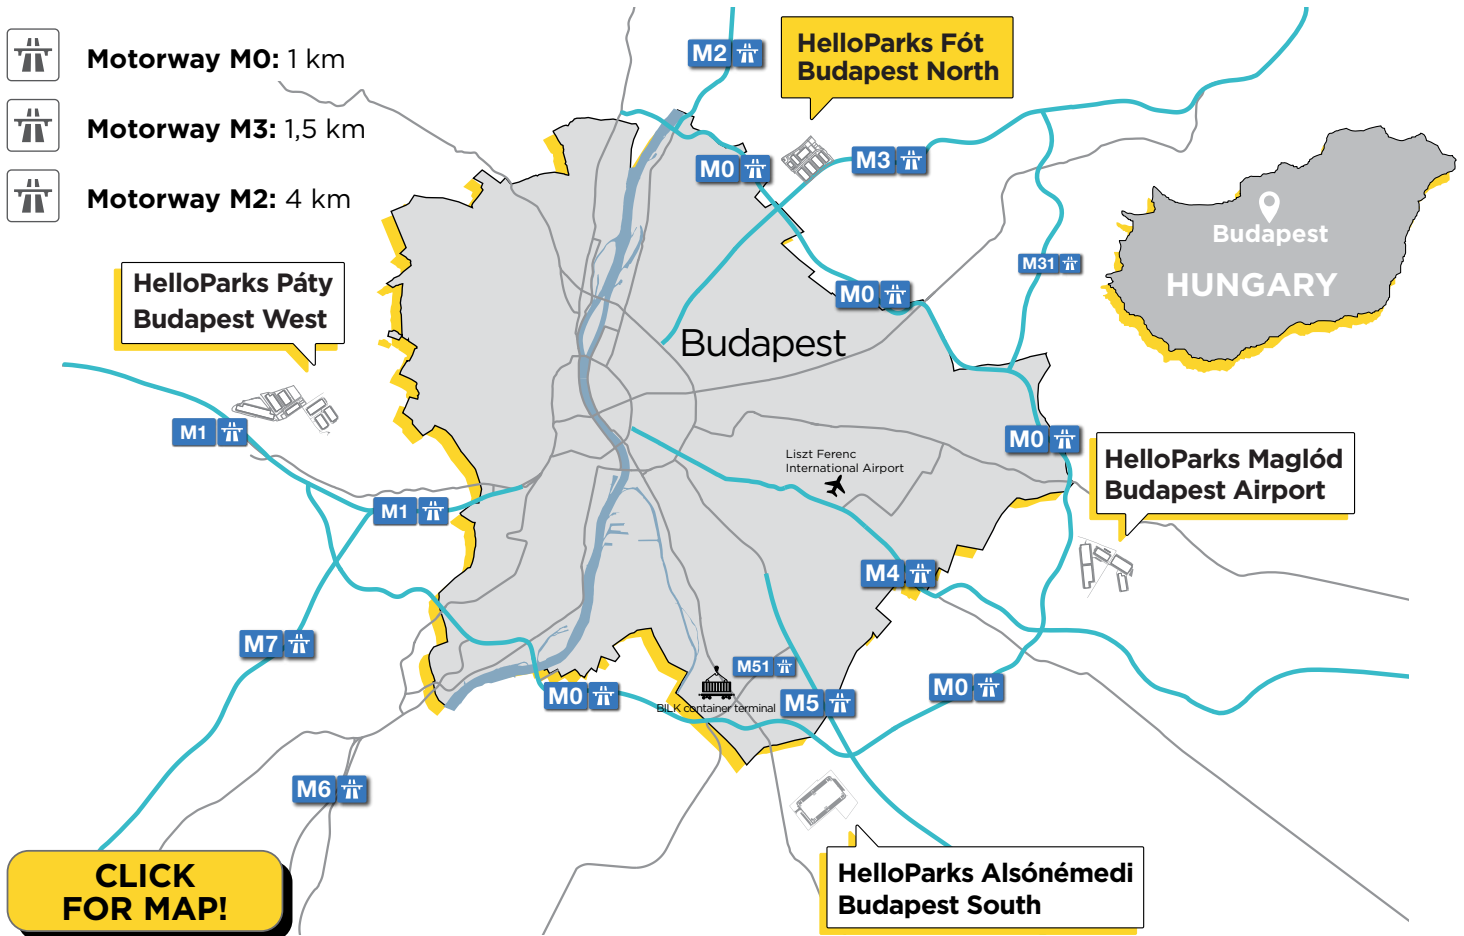 Motorway M0: 1 km
Motorway M3: 1,5 km
Motorway M2: 4 km
M2
HelloParks Fót
Budapest North
M0
M3
M31
Budapest
HUNGARY
HelloParks Páty
Budapest West
M0
Budapest
M1
M0
Liszt Ferenc
International Airport
HelloParks Maglód
Budapest Airport
M1
M4
M7
M51
M0
M0
M5
BILK container terminal
M6
HelloParks Alsónémedi
Budapest South
CLICK
FOR MAP!